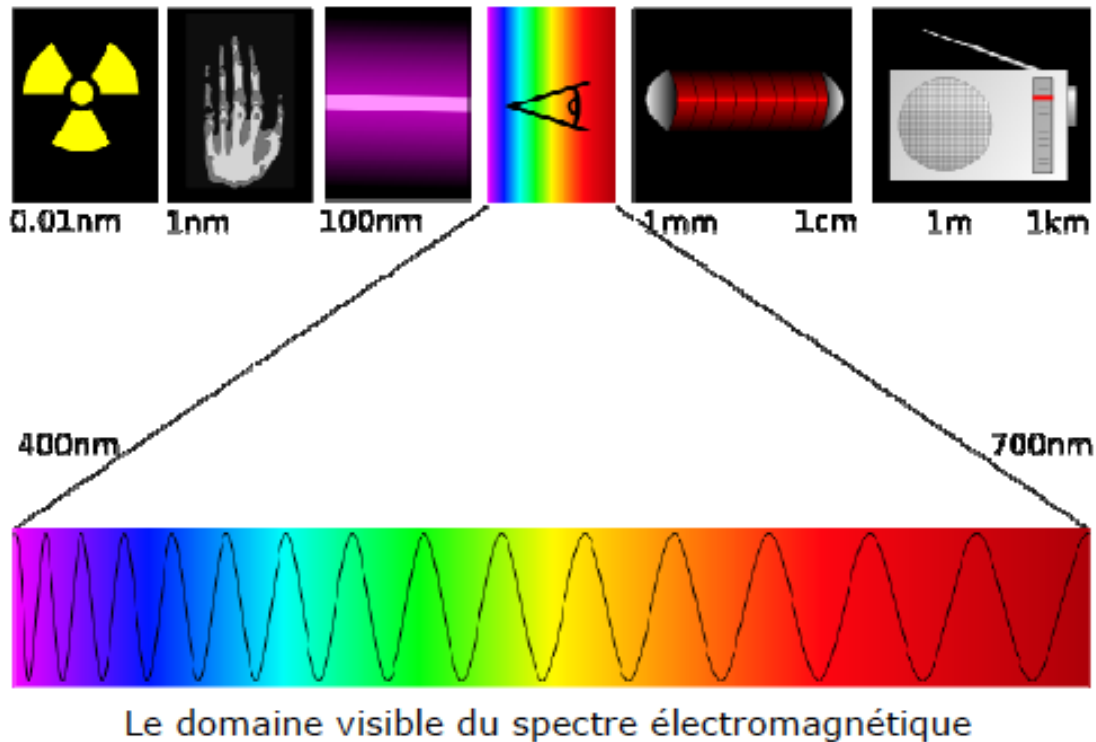 0.01nm 1nm 100nm 1mm 1cm 1m 1km
400nm 700nm
Le domaine visible du spectre électromagnétique